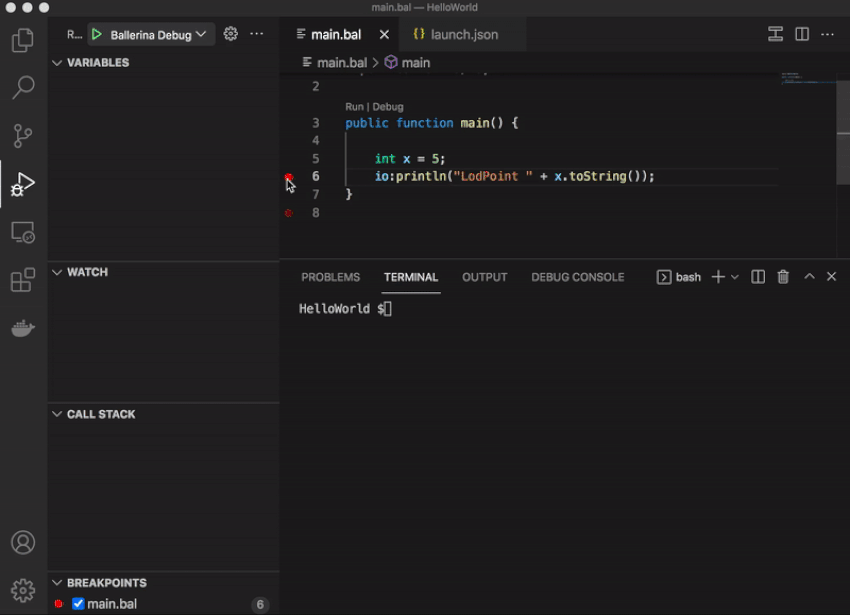 main.bal — HelloWorld
R... Ballerina Debug
VARIABLES
WATCH
CALL STACK
BREAKPOINTS
main.bal 6
main.bal
{} launch.json
main.bal > main
2
Run | Debug
3 public function main() {
4
5 int x = 5;
6 io:println("LodPoint " + x.toString());
7 }
8
PROBLEMS TERMINAL OUTPUT DEBUG CONSOLE bash
HelloWorld $